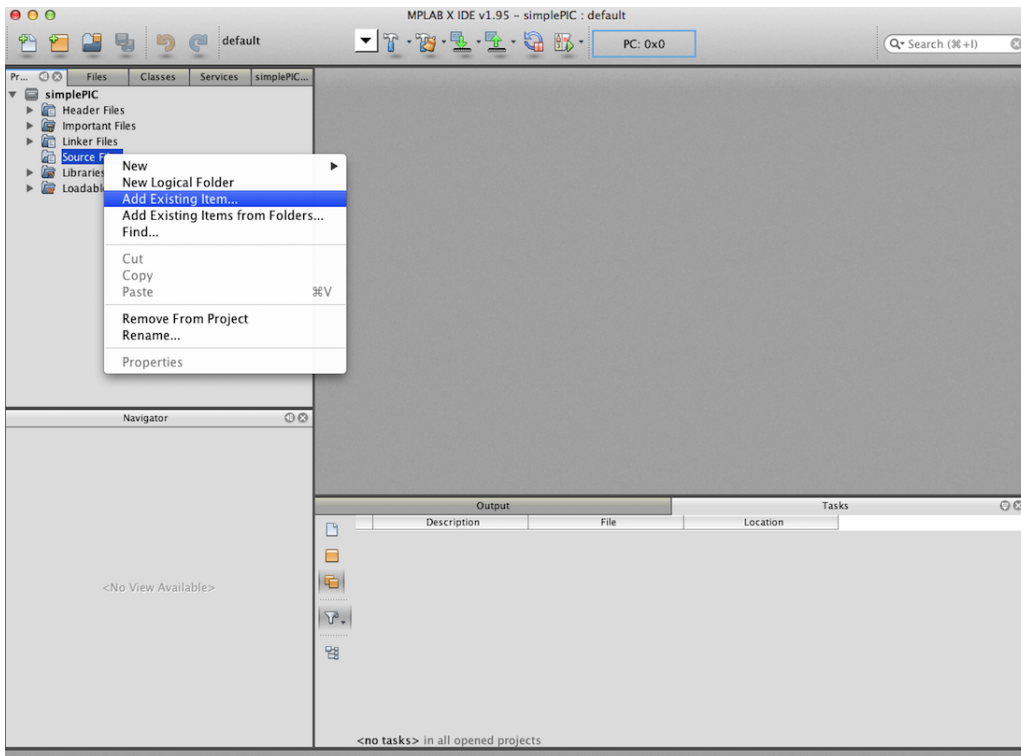 MPLAB X IDE v1.95 – simplePIC : default
default
PC: 0x0
Search (⌘+I)
Pr...
Files
Classes
Services
simplePIC...
simplePIC
Header Files
Important Files
Linker Files
Source
Libraries
New
New Logical Folder
Add Existing Item...
Add Existing Items from Folders...
Find...
Cut
Copy
Paste ⌘V
Remove From Project
Rename...
Properties
Navigator
<No View Available>
Output
Tasks
Description
File
Location
<no tasks> in all opened projects